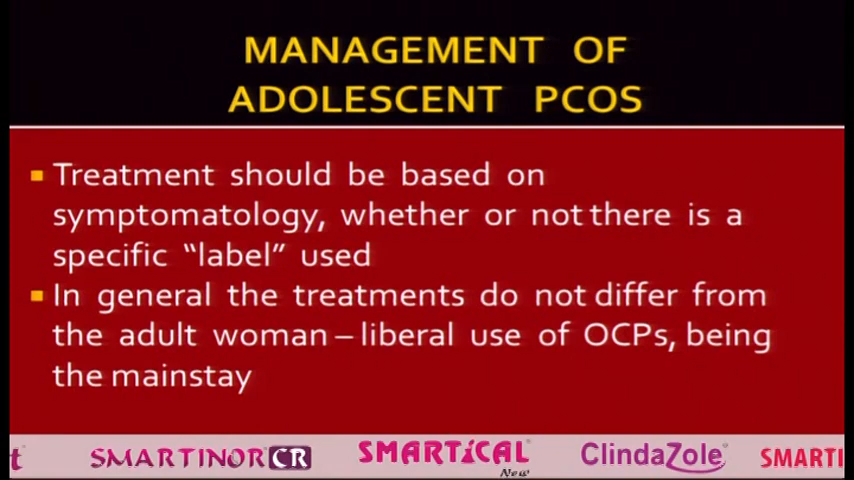 MANAGEMENT OF
ADOLESCENT PCOS
Treatment should be based on
symptomatology, whether or not there is a
specific “label” used
In general the treatments do not differ from
the adult woman – liberal use of OCPs, being
the mainstay
t SMARTINOR CR SMARTiCAL New ClindaZole SMARTI